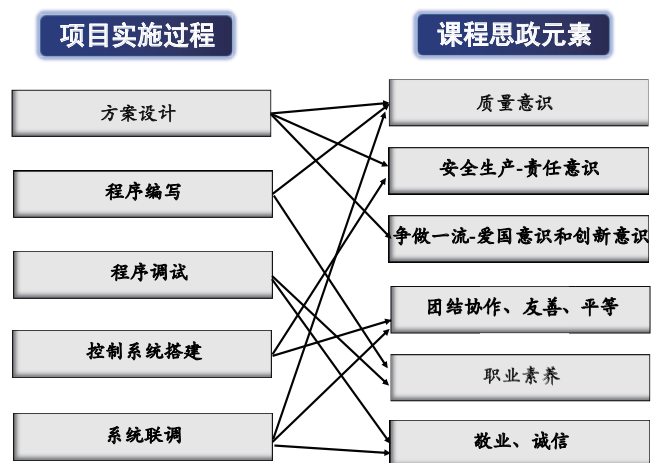 项目实施过程
课程思政元素
方案设计
程序编写
程序调试
控制系统搭建
系统联调
质量意识
安全生产-责任意识
争做一流-爱国意识和创新意识
团结协作、友善、平等
职业素养
敬业、诚信